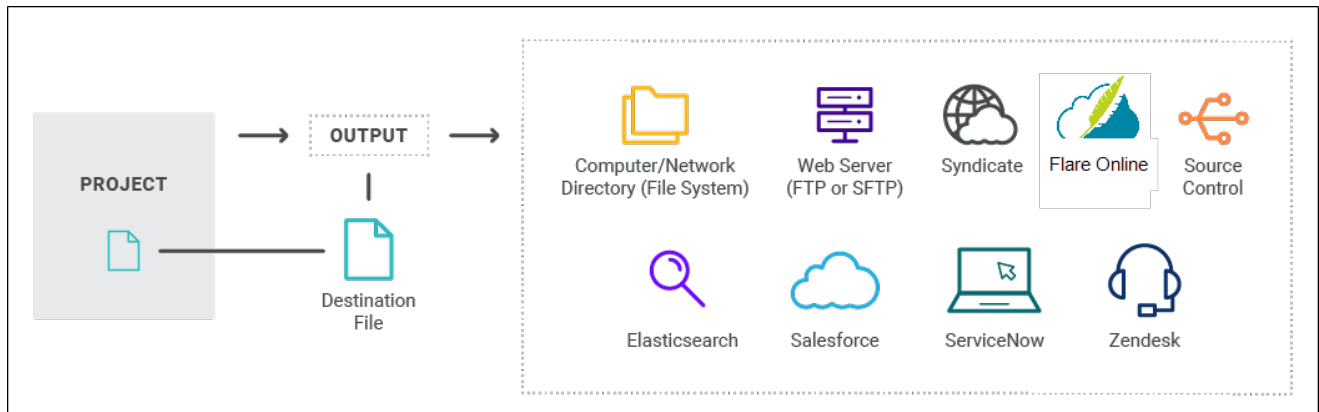 PROJECT
OUTPUT
Destination
File
Computer/Network
Directory (File System)
Web Server
(FTP or SFTP)
Syndicate
Flare Online
Source
Control
Elasticsearch
Salesforce
ServiceNow
Zendesk